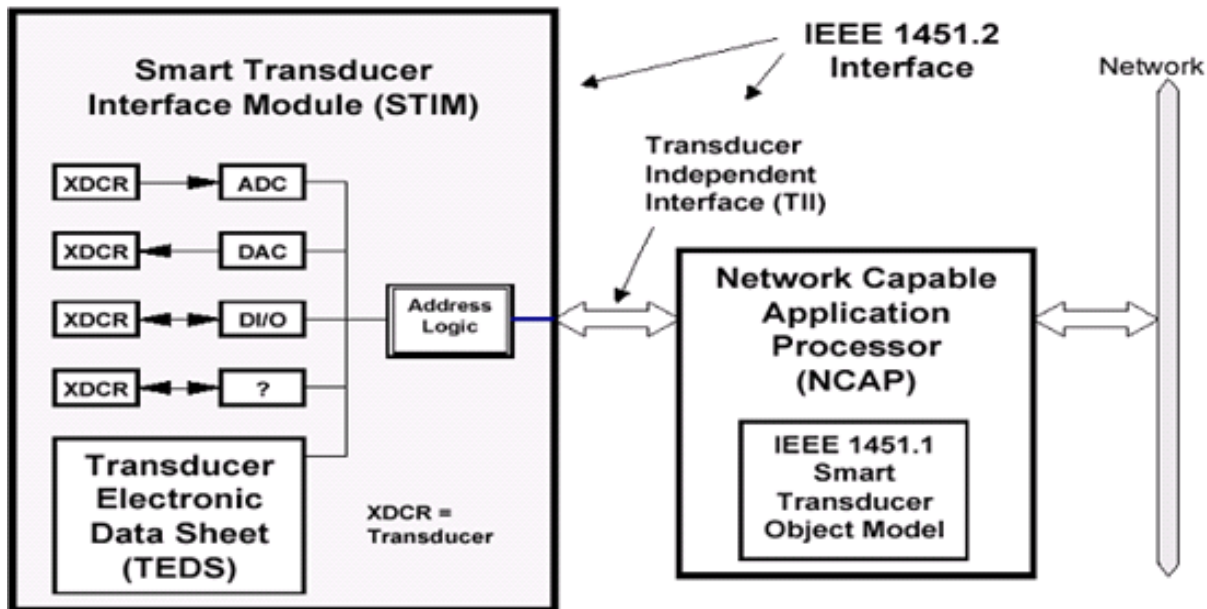 Smart Transducer
Interface Module (STIM)
XDCR
ADC
XDCR
DAC
XDCR
DI/O
XDCR
?
Address
Logic
Transducer
Electronic
Data Sheet
(TEDS)
XDCR =
Transducer
IEEE 1451.2
Interface
Transducer
Independent
Interface (TII)
Network Capable
Application
Processor
(NCAP)
IEEE 1451.1
Smart
Transducer
Object Model
Network